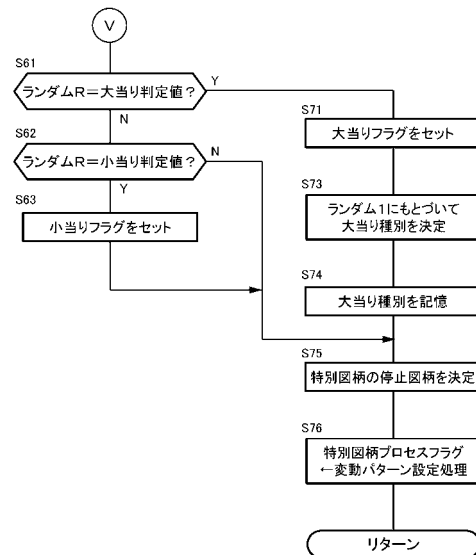 V
S61
ランダムR=大当り判定値?
Y
N
S62
ランダムR=小当り判定値?
N
Y
S63
小当りフラグをセット
S71
大当りフラグをセット
S73
ランダム1にもとづいて
大当り種別を決定
S74
大当り種別を記憶
S75
特別図柄の停止図柄を決定
S76
特別図柄プロセスフラグ
←変動パターン設定処理
リターン